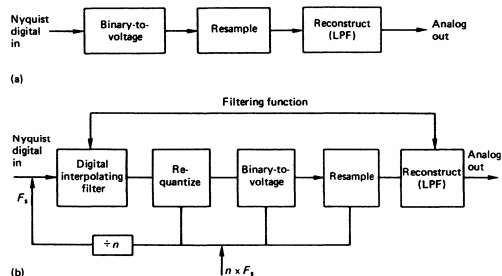 Nyquist
digital
in
Binary-to-
voltage
Resample
Reconstruct
(LPF)
Analog
out
(a)
Filtering function
Nyquist
digital
in
Digital
interpolating
filter
Re-
quantize
Binary-to-
voltage
Resample
Reconstruct
(LPF)
Analog
out
Fs
÷ n
n × Fs
(b)